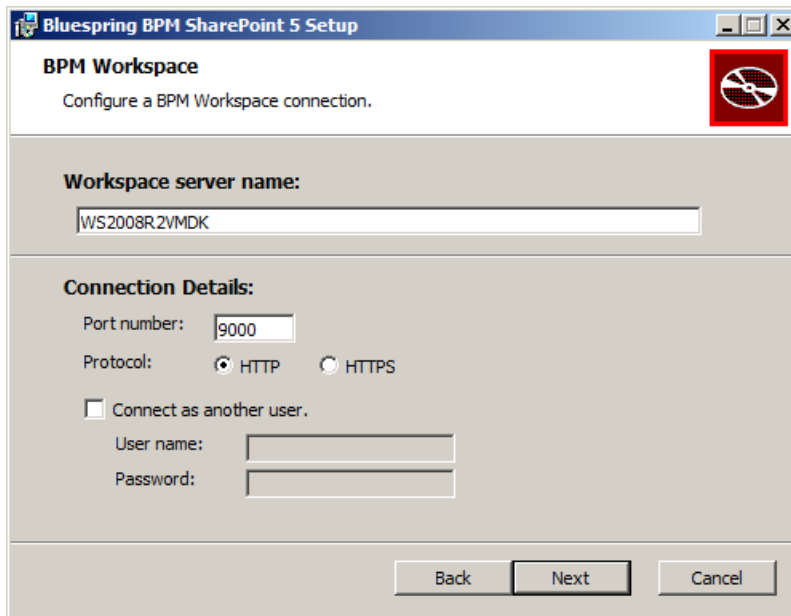 Bluespring BPM SharePoint 5 Setup
BPM Workspace
Configure a BPM Workspace connection.
Workspace server name:
WS2008R2VMDK
Connection Details:
Port number: 9000
Protocol: HTTP HTTPS
Connect as another user.
User name:
Password:
Back Next Cancel